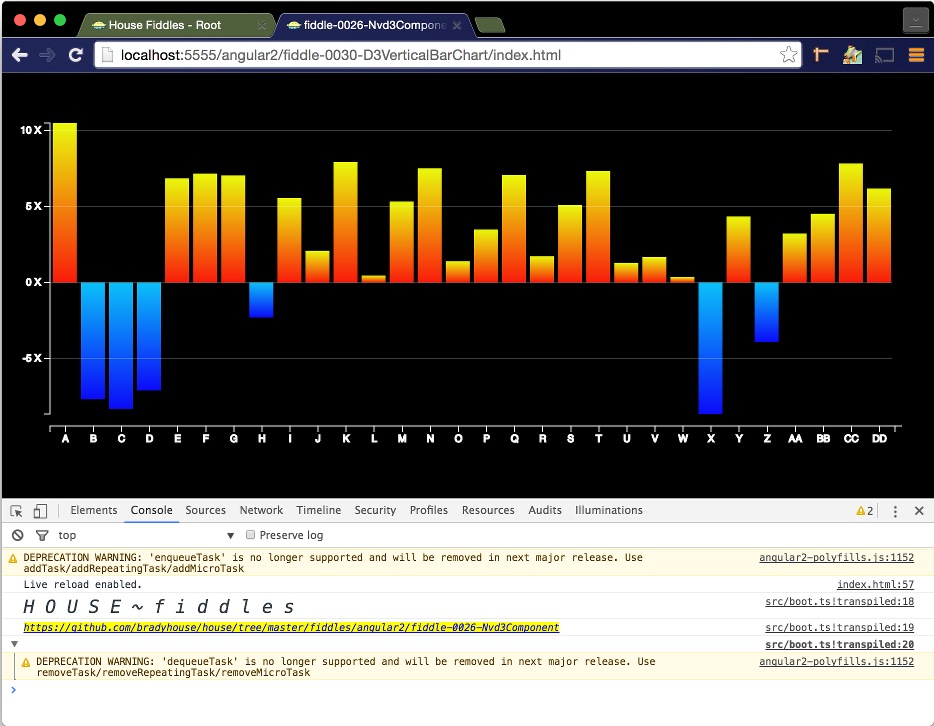 House Fiddles - Root
fiddle-0026-Nvd3Compone
localhost:5555/angular2/fiddle-0030-D3VerticalBarChart/index.html
10 X
5 X
0 X
-5 X
A B C D E F G H I J K L M N O P Q R S T U V W X Y Z AA BB CC DD
Elements Console Sources Network Timeline Security Profiles Resources Audits Illuminations 2
top Preserve log
DEPRECATION WARNING: 'enqueueTask' is no longer supported and will be removed in next major release. Use angular2-polyfills.js:1152
addTask/addRepeatingTask/addMicroTask
Live reload enabled. index.html:57
H O U S E ~ f i d d l e s src/boot.ts!transpiled:18
https://github.com/bradyhouse/house/tree/master/fiddles/angular2/fiddle-0026-Nvd3Component src/boot.ts!transpiled:19
src/boot.ts!transpiled:20
DEPRECATION WARNING: 'dequeueTask' is no longer supported and will be removed in next major release. Use angular2-polyfills.js:1152
removeTask/removeRepeatingTask/removeMicroTask